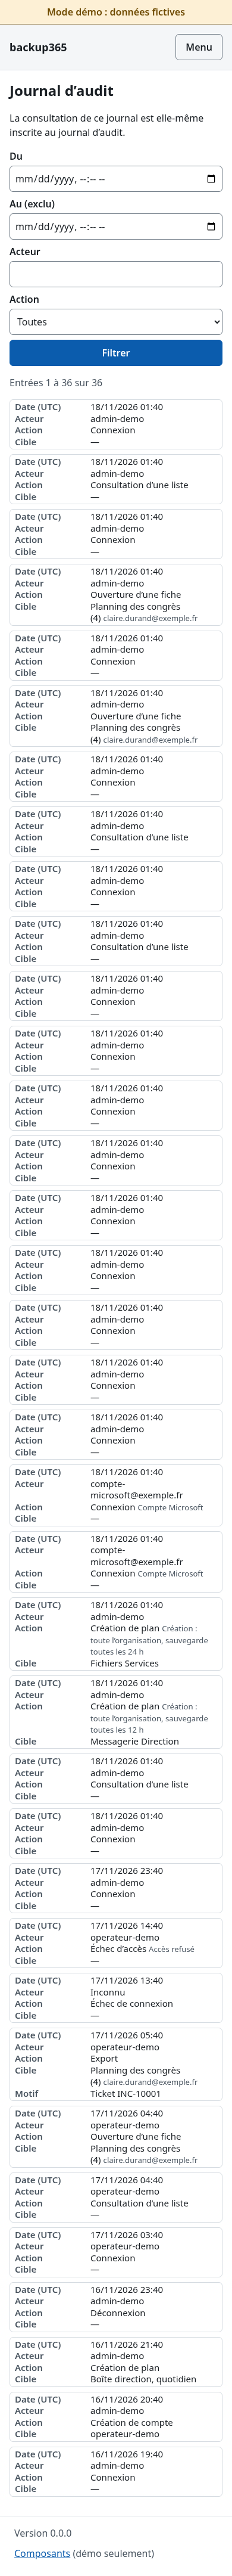 Mode démo : données fictives
backup365
Menu
Journal d’audit
La consultation de ce journal est elle-même
inscrite au journal d’audit.
Du
mm/dd/yyyy, --:-- --
Au (exclu)
mm/dd/yyyy, --:-- --
Acteur
Action
Toutes
Filtrer
Entrées 1 à 36 sur 36
Date (UTC) 18/11/2026 01:40
Acteur admin-demo
Action Connexion
Cible —
Date (UTC) 18/11/2026 01:40
Acteur admin-demo
Action Consultation d’une liste
Cible —
Date (UTC) 18/11/2026 01:40
Acteur admin-demo
Action Connexion
Cible —
Date (UTC) 18/11/2026 01:40
Acteur admin-demo
Action Ouverture d’une fiche
Cible Planning des congrès
(4) claire.durand@exemple.fr
Date (UTC) 18/11/2026 01:40
Acteur admin-demo
Action Connexion
Cible —
Date (UTC) 18/11/2026 01:40
Acteur admin-demo
Action Ouverture d’une fiche
Cible Planning des congrès
(4) claire.durand@exemple.fr
Date (UTC) 18/11/2026 01:40
Acteur admin-demo
Action Connexion
Cible —
Date (UTC) 18/11/2026 01:40
Acteur admin-demo
Action Consultation d’une liste
Cible —
Date (UTC) 18/11/2026 01:40
Acteur admin-demo
Action Connexion
Cible —
Date (UTC) 18/11/2026 01:40
Acteur admin-demo
Action Consultation d’une liste
Cible —
Date (UTC) 18/11/2026 01:40
Acteur admin-demo
Action Connexion
Cible —
Date (UTC) 18/11/2026 01:40
Acteur admin-demo
Action Connexion
Cible —
Date (UTC) 18/11/2026 01:40
Acteur admin-demo
Action Connexion
Cible —
Date (UTC) 18/11/2026 01:40
Acteur admin-demo
Action Connexion
Cible —
Date (UTC) 18/11/2026 01:40
Acteur admin-demo
Action Connexion
Cible —
Date (UTC) 18/11/2026 01:40
Acteur admin-demo
Action Connexion
Cible —
Date (UTC) 18/11/2026 01:40
Acteur admin-demo
Action Connexion
Cible —
Date (UTC) 18/11/2026 01:40
Acteur admin-demo
Action Connexion
Cible —
Date (UTC) 18/11/2026 01:40
Acteur admin-demo
Action Connexion
Cible —
Date (UTC) 18/11/2026 01:40
Acteur compte-
microsoft@exemple.fr
Action Connexion Compte Microsoft
Cible —
Date (UTC) 18/11/2026 01:40
Acteur compte-
microsoft@exemple.fr
Action Connexion Compte Microsoft
Cible —
Date (UTC) 18/11/2026 01:40
Acteur admin-demo
Action Création de plan Création :
toute l’organisation, sauvegarde
toutes les 24 h
Cible Fichiers Services
Date (UTC) 18/11/2026 01:40
Acteur admin-demo
Action Création de plan Création :
toute l’organisation, sauvegarde
toutes les 12 h
Cible Messagerie Direction
Date (UTC) 18/11/2026 01:40
Acteur admin-demo
Action Consultation d’une liste
Cible —
Date (UTC) 18/11/2026 01:40
Acteur admin-demo
Action Connexion
Cible —
Date (UTC) 17/11/2026 23:40
Acteur admin-demo
Action Connexion
Cible —
Date (UTC) 17/11/2026 14:40
Acteur operateur-demo
Action Échec d’accès Accès refusé
Cible —
Date (UTC) 17/11/2026 13:40
Acteur Inconnu
Action Échec de connexion
Cible —
Date (UTC) 17/11/2026 05:40
Acteur operateur-demo
Action Export
Cible Planning des congrès
(4) claire.durand@exemple.fr
Motif Ticket INC-10001
Date (UTC) 17/11/2026 04:40
Acteur operateur-demo
Action Ouverture d’une fiche
Cible Planning des congrès
(4) claire.durand@exemple.fr
Date (UTC) 17/11/2026 04:40
Acteur operateur-demo
Action Consultation d’une liste
Cible —
Date (UTC) 17/11/2026 03:40
Acteur operateur-demo
Action Connexion
Cible —
Date (UTC) 16/11/2026 23:40
Acteur admin-demo
Action Déconnexion
Cible —
Date (UTC) 16/11/2026 21:40
Acteur admin-demo
Action Création de plan
Cible Boîte direction, quotidien
Date (UTC) 16/11/2026 20:40
Acteur admin-demo
Action Création de compte
Cible operateur-demo
Date (UTC) 16/11/2026 19:40
Acteur admin-demo
Action Connexion
Cible —
Version 0.0.0
Composants (démo seulement)